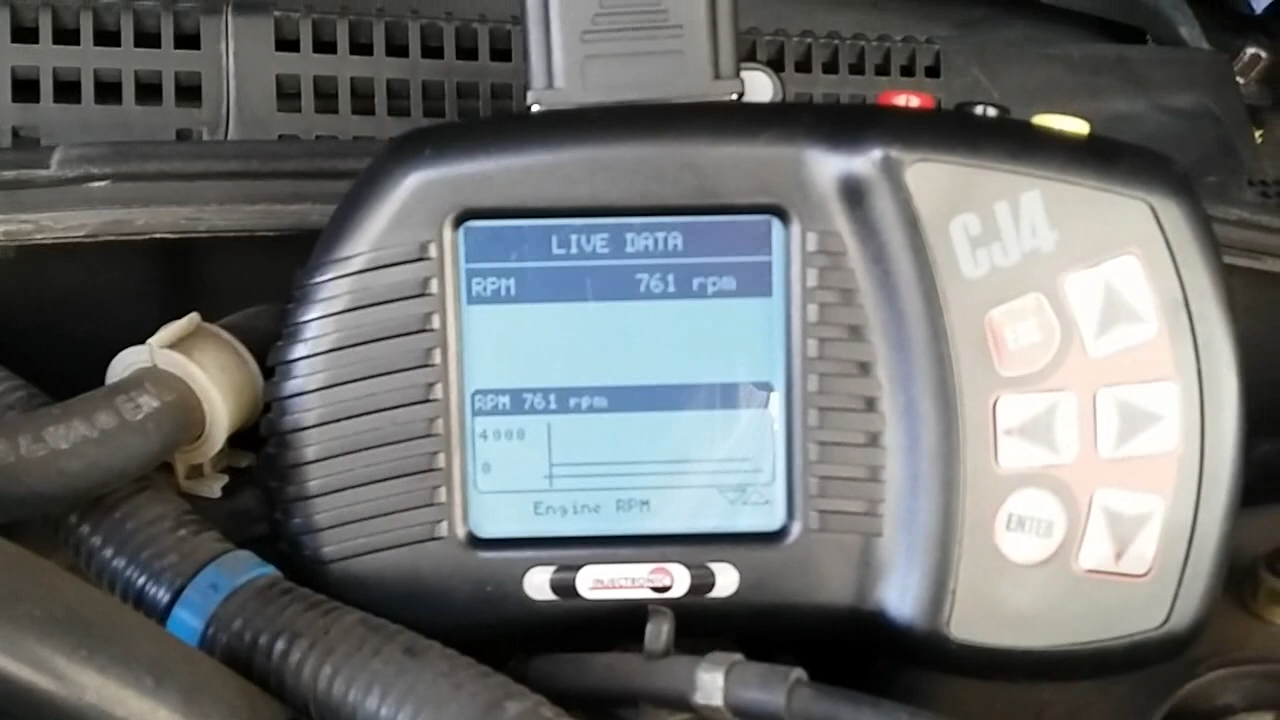 CJ4
LIVE DATA
RPM 761 rpm
RPM 761 rpm
4000
0
Engine RPM
ESC
ENTER
INJECTRONIC